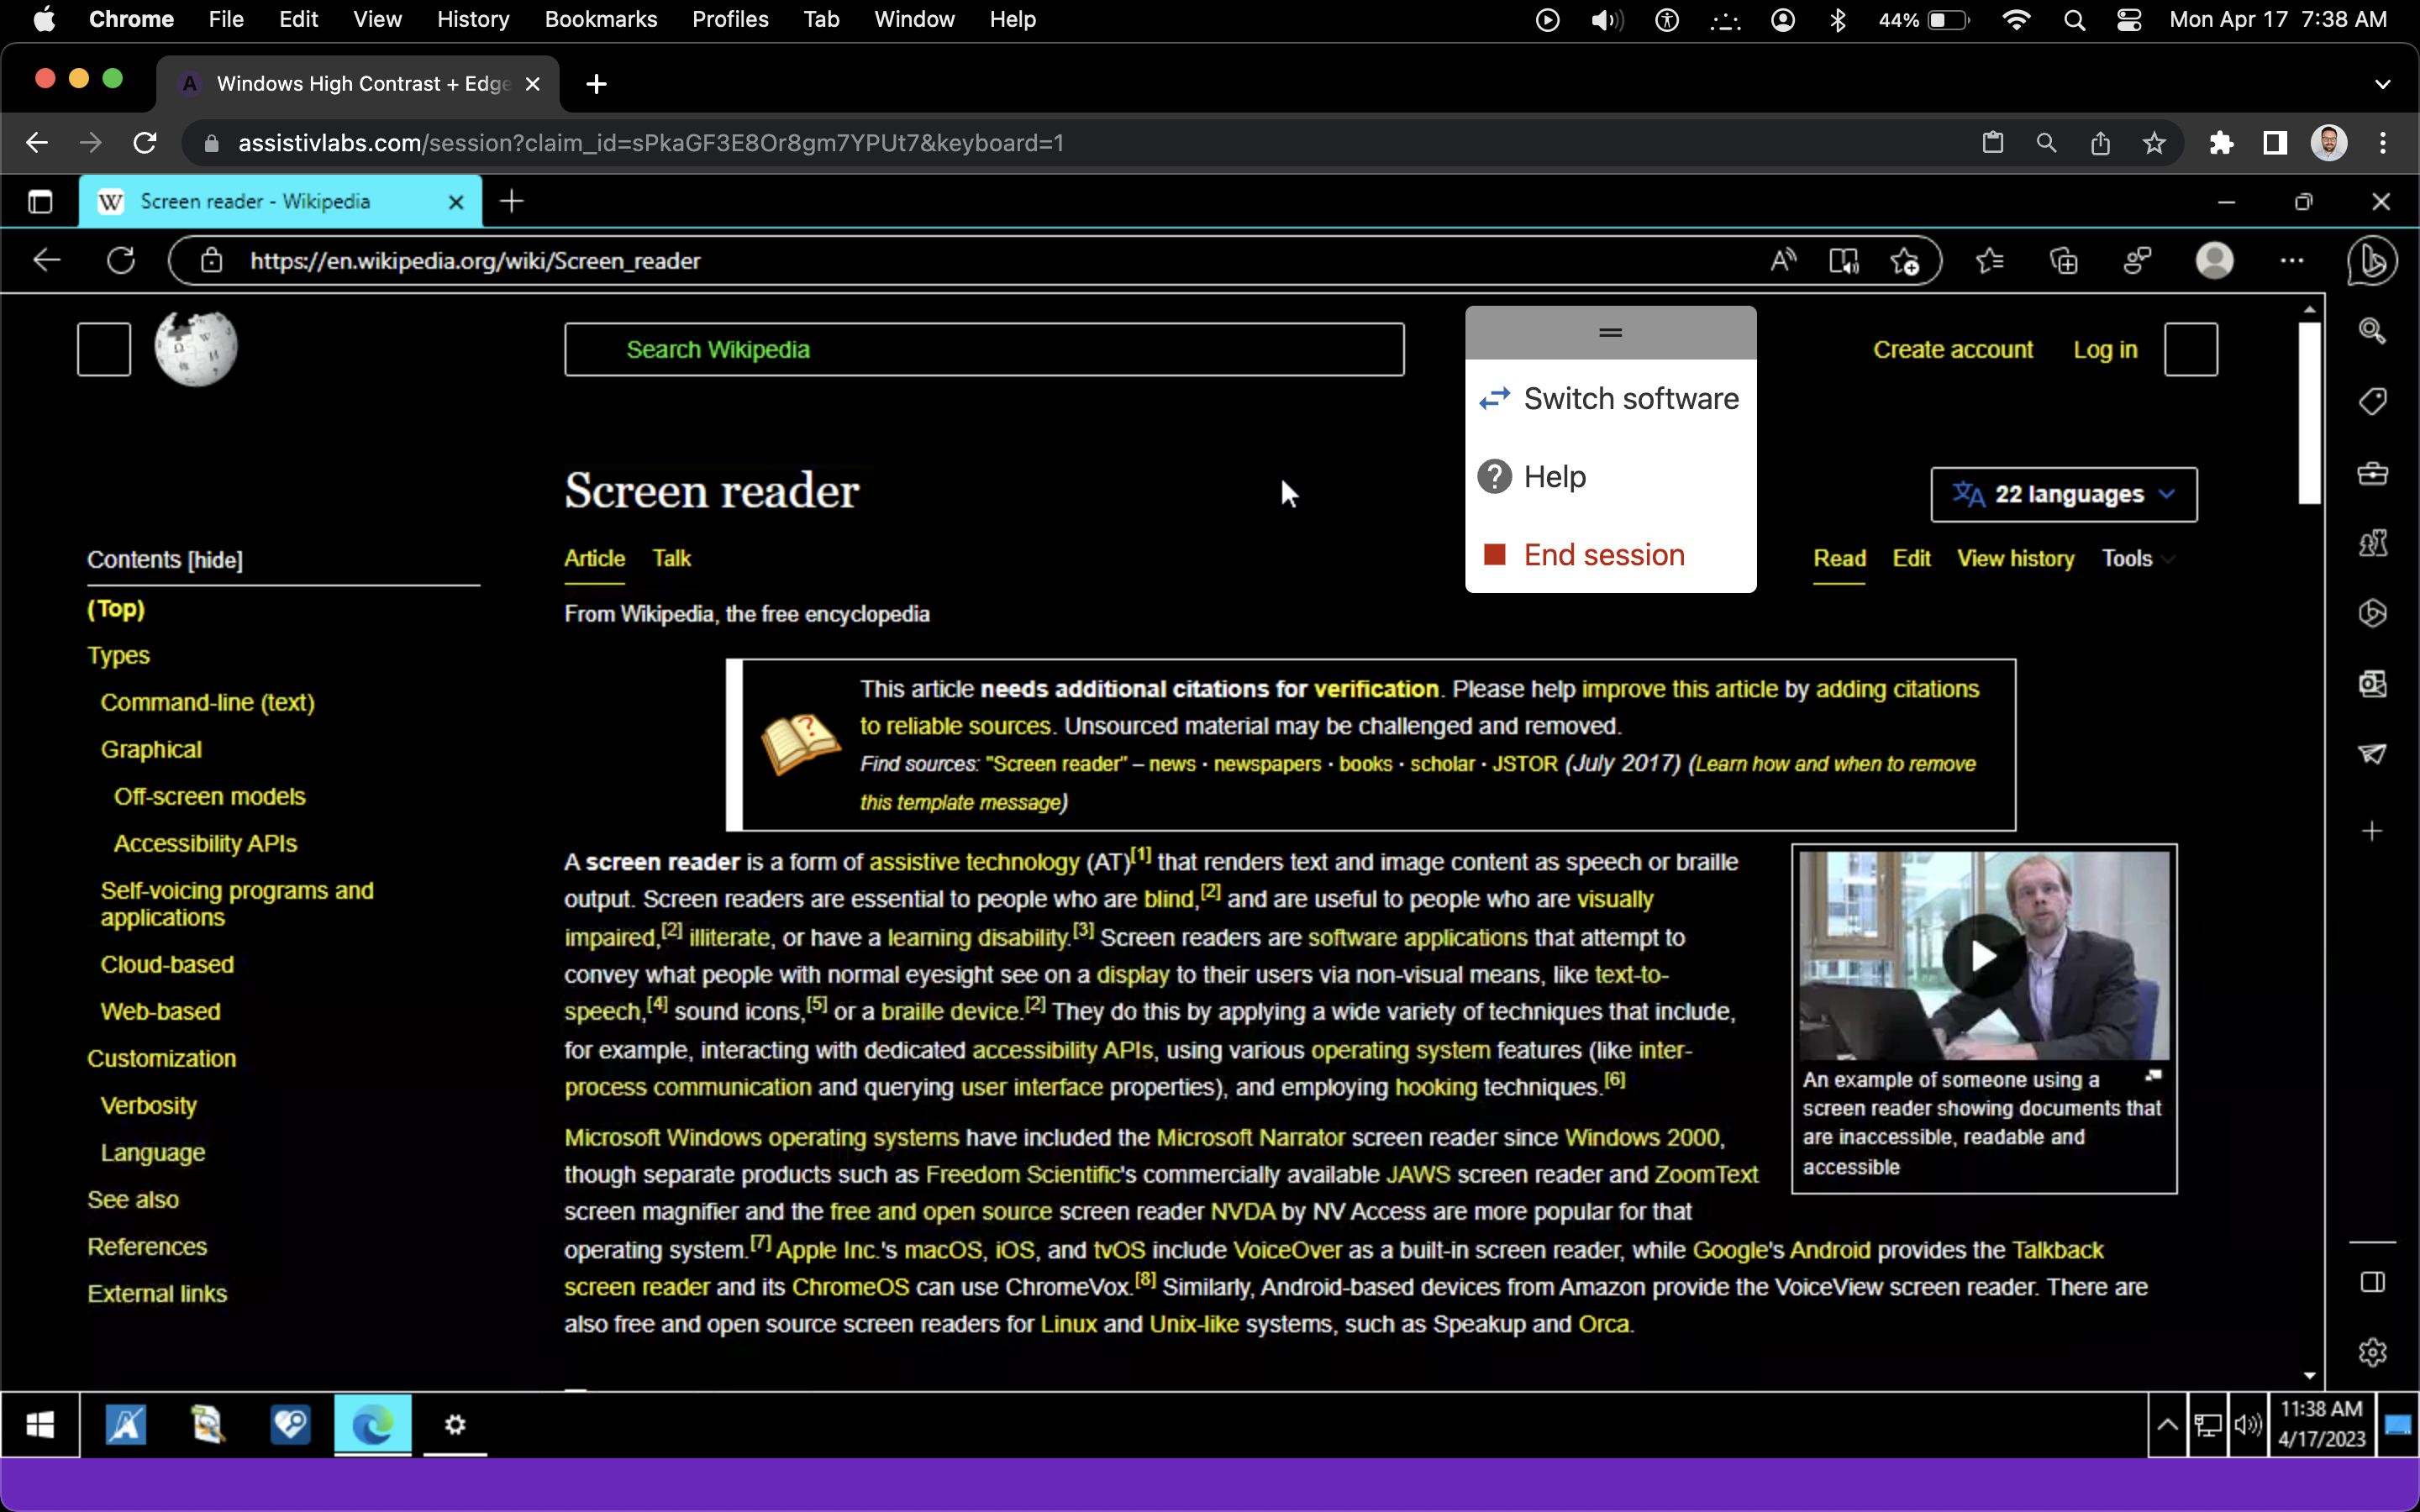 Chrome File Edit View History Bookmarks Profiles Tab Window Help 44% Mon Apr 17 7:38 AM
A Windows High Contrast + Edge
assistivlabs.com/session?claim_id=sPkaGF3E8Or8gm7YPUt7&keyboard=1
W Screen reader - Wikipedia
https://en.wikipedia.org/wiki/Screen_reader
Search Wikipedia
Create account Log in
Switch software
Help
End session
Screen reader
22 languages
Contents [hide]
(Top)
Types
Command-line (text)
Graphical
Off-screen models
Accessibility APIs
Self-voicing programs and
applications
Cloud-based
Web-based
Customization
Verbosity
Language
See also
References
External links
Article Talk
Read Edit View history Tools
From Wikipedia, the free encyclopedia
This article needs additional citations for verification. Please help improve this article by adding citations
to reliable sources. Unsourced material may be challenged and removed.
Find sources: "Screen reader" – news · newspapers · books · scholar · JSTOR (July 2017) (Learn how and when to remove
this template message)
A screen reader is a form of assistive technology (AT)[1] that renders text and image content as speech or braille
output. Screen readers are essential to people who are blind,[2] and are useful to people who are visually
impaired,[2] illiterate, or have a learning disability.[3] Screen readers are software applications that attempt to
convey what people with normal eyesight see on a display to their users via non-visual means, like text-to-
speech,[4] sound icons,[5] or a braille device.[2] They do this by applying a wide variety of techniques that include,
for example, interacting with dedicated accessibility APIs, using various operating system features (like inter-
process communication and querying user interface properties), and employing hooking techniques.[6]
An example of someone using a
screen reader showing documents that
are inaccessible, readable and
accessible
Microsoft Windows operating systems have included the Microsoft Narrator screen reader since Windows 2000,
though separate products such as Freedom Scientific's commercially available JAWS screen reader and ZoomText
screen magnifier and the free and open source screen reader NVDA by NV Access are more popular for that
operating system.[7] Apple Inc.'s macOS, iOS, and tvOS include VoiceOver as a built-in screen reader, while Google's Android provides the Talkback
screen reader and its ChromeOS can use ChromeVox.[8] Similarly, Android-based devices from Amazon provide the VoiceView screen reader. There are
also free and open source screen readers for Linux and Unix-like systems, such as Speakup and Orca.
11:38 AM
4/17/2023